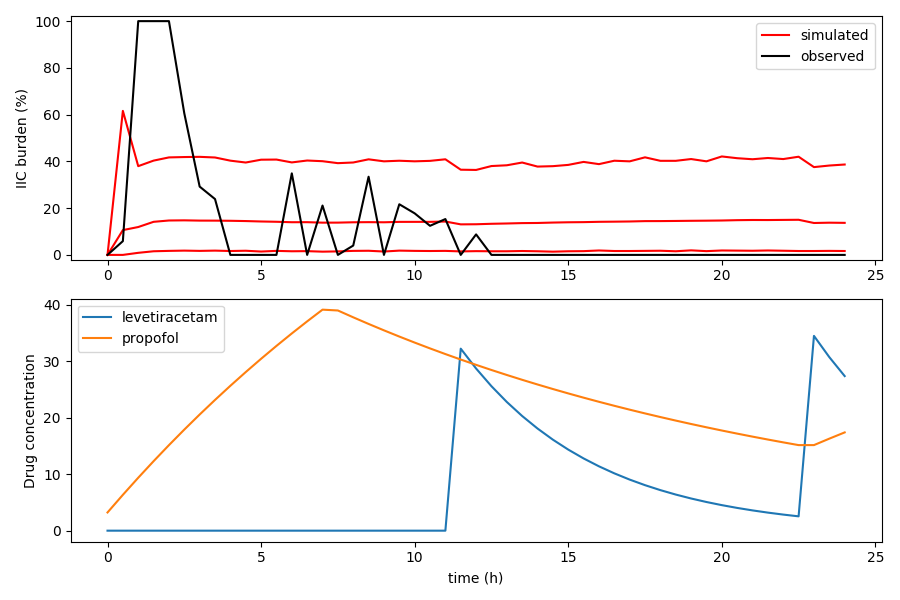 100
80
60
40
20
0
IIC burden (%)
simulated
observed
0 5 10 15 20 25
40
30
20
10
0
Drug concentration
levetiracetam
propofol
0 5 10 15 20 25
time (h)